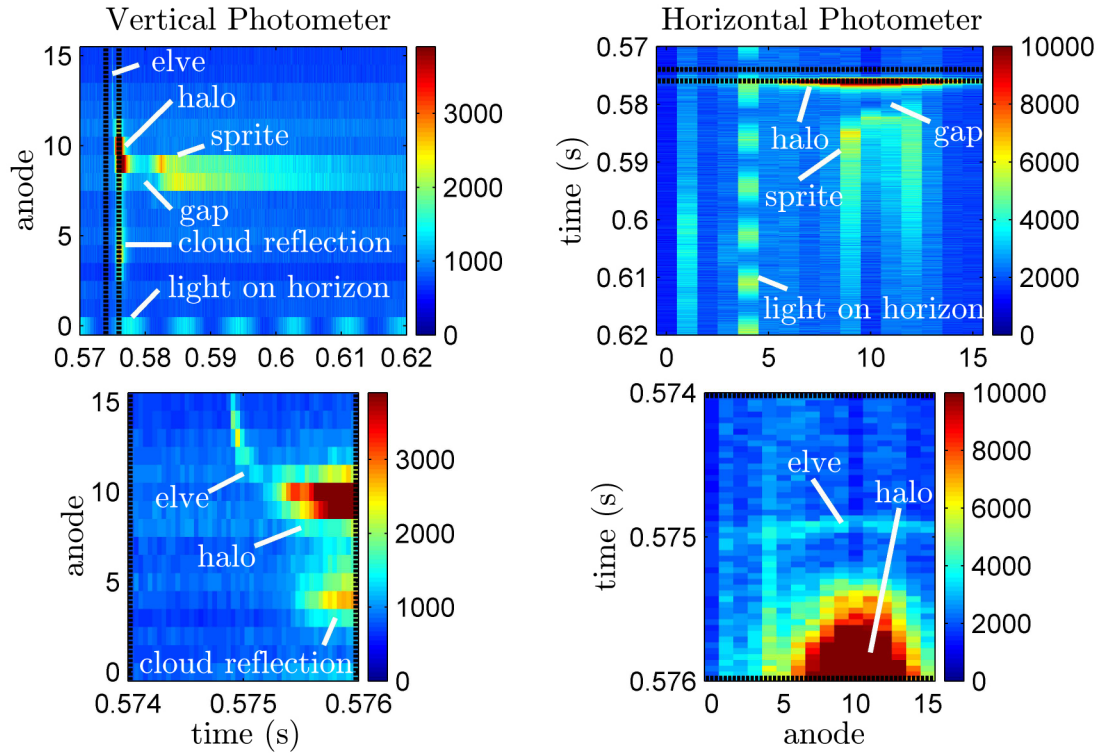 Vertical Photometer
Horizontal Photometer
15
10
5
0
anode
elve
halo
sprite
gap
cloud reflection
light on horizon
0.57 0.58 0.59 0.6 0.61 0.62
3000
2000
1000
0
0.57
0.58
0.59
0.6
0.61
0.62
time (s)
halo
gap
sprite
light on horizon
0 5 10 15
10000
8000
6000
4000
2000
0
15
10
5
0
anode
elve
halo
cloud reflection
0.574 0.575 0.576
time (s)
3000
2000
1000
0
0.574
0.575
0.576
time (s)
elve
halo
0 5 10 15
anode
10000
8000
6000
4000
2000
0